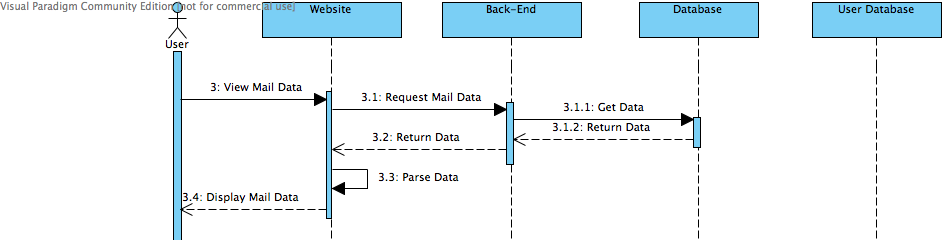 Visual Paradigm Community Edition [not for commercial use]
Website
Back-End
Database
User Database
User
3: View Mail Data
3.1: Request Mail Data
3.1.1: Get Data
3.1.2: Return Data
3.2: Return Data
3.3: Parse Data
3.4: Display Mail Data